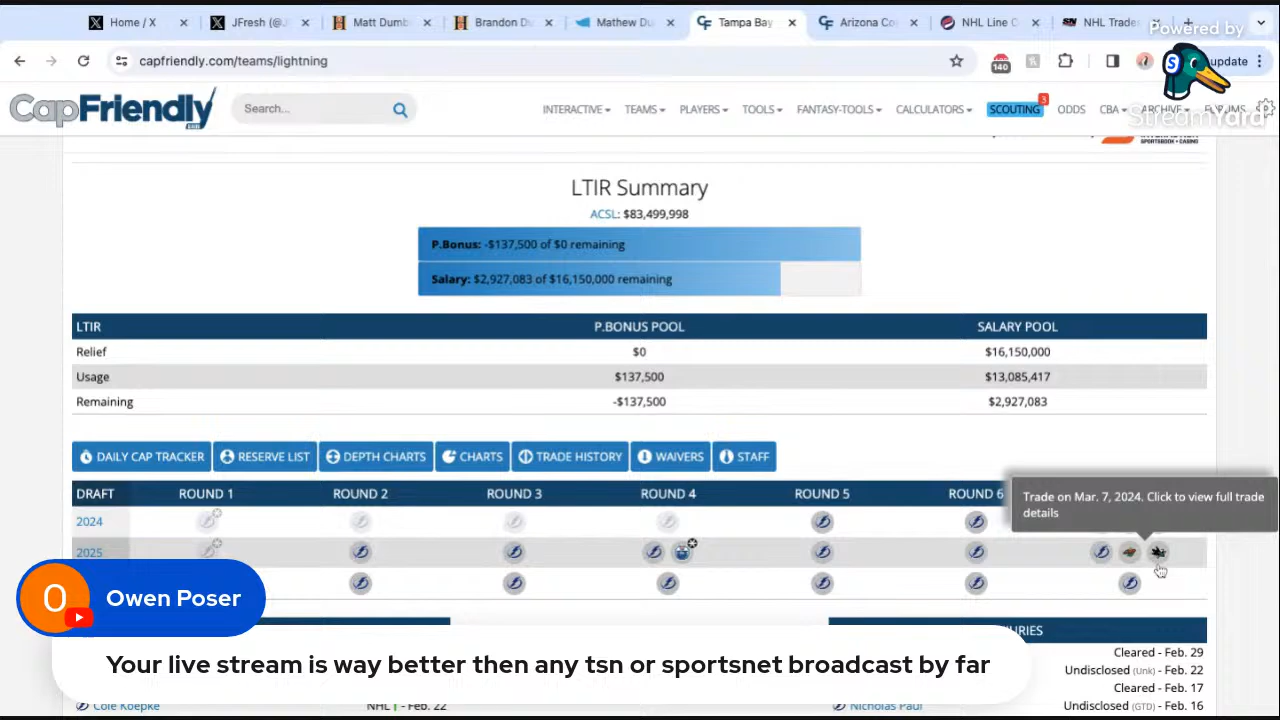 Home / X
JFresh (@J
Matt Dumb
Brandon D
Mathew Du
Tampa Bay
Arizona Co
NHL Line C
NHL Trade
Powered by
capfriendly.com/teams/lightning
140
update
CapFriendly
Search...
INTERACTIVE
TEAMS
PLAYERS
TOOLS
FANTASY-TOOLS
CALCULATORS
SCOUTING
3
ODDS
CBA
ARCHIVE
FORUMS
StreamYard
SPORTSBOOK • CASINO
LTIR Summary
ACSL: $83,499,998
P.Bonus: -$137,500 of $0 remaining
Salary: $2,927,083 of $16,150,000 remaining
LTIR P.BONUS POOL SALARY POOL
Relief $0 $16,150,000
Usage $137,500 $13,085,417
Remaining -$137,500 $2,927,083
DAILY CAP TRACKER RESERVE LIST DEPTH CHARTS CHARTS TRADE HISTORY WAIVERS STAFF
DRAFT ROUND 1 ROUND 2 ROUND 3 ROUND 4 ROUND 5 ROUND 6
Trade on Mar. 7, 2024. Click to view full trade
details
2024
2025
O
Owen Poser
URIES
Your live stream is way better then any tsn or sportsnet broadcast by far
Cleared - Feb. 29
Undisclosed (Unk) - Feb. 22
Cleared - Feb. 17
Cole Koepke NHL - Feb. 22 Nicholas Paul Undisclosed (GTD) - Feb. 16